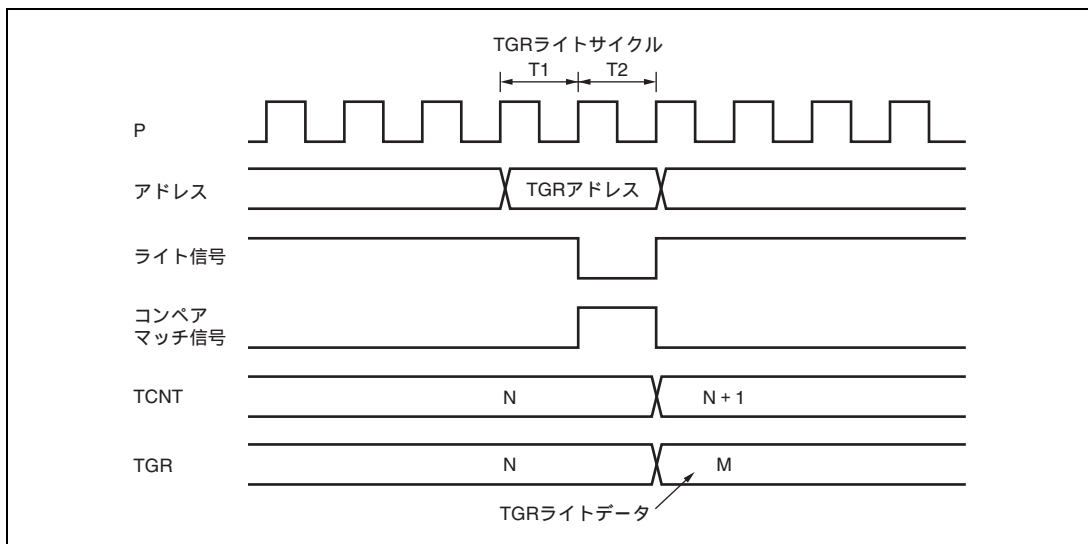 TGRライトサイクル
T1 T2
P
アドレス TGRアドレス
ライト信号
コンペア
マッチ信号
TCNT N N + 1
TGR N M
TGRライトデータ